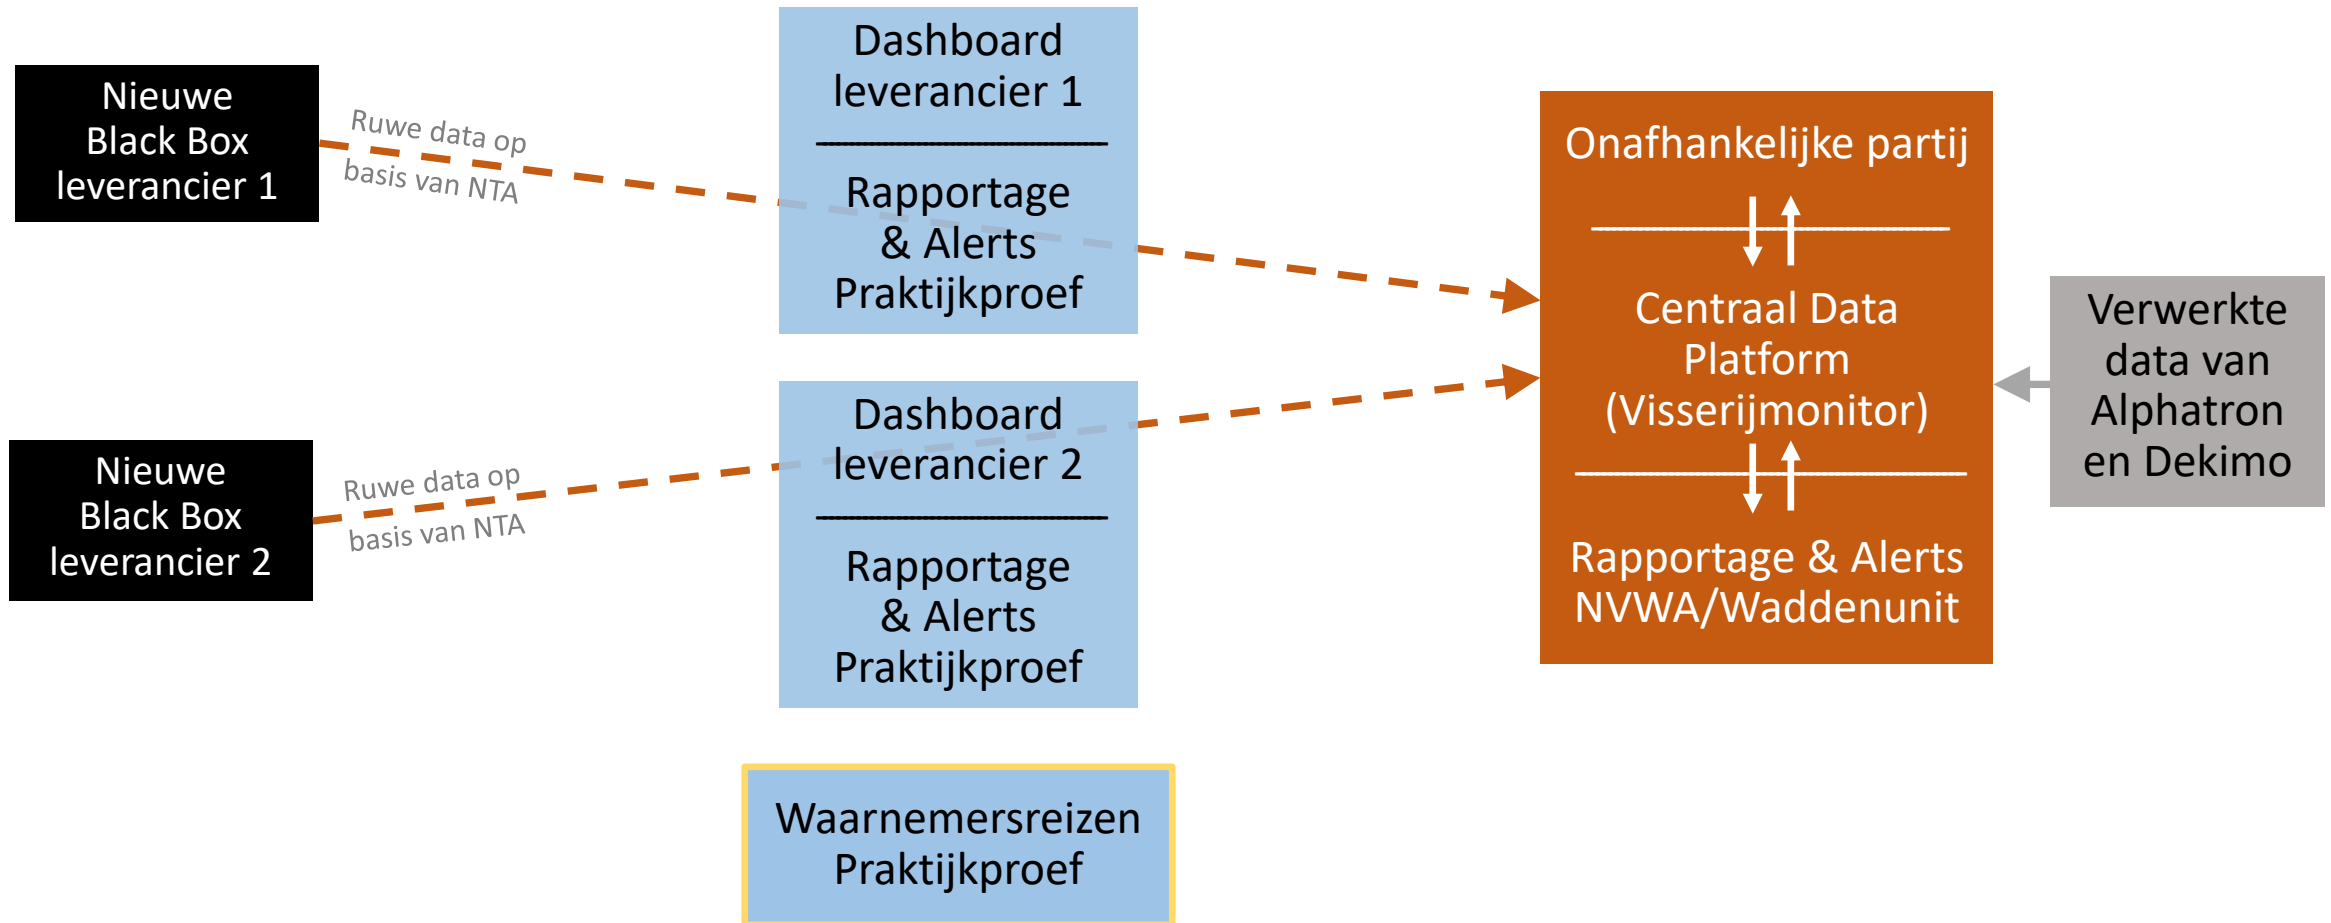 Nieuwe
Black Box
leverancier 1
Ruwe data op
basis van NTA
Dashboard
leverancier 1
Rapportage
& Alerts
Praktijkproef
Nieuwe
Black Box
leverancier 2
Ruwe data op
basis van NTA
Dashboard
leverancier 2
Rapportage
& Alerts
Praktijkproef
Waarnemersreizen
Praktijkproef
Onafhankelijke partij
Centraal Data
Platform
(Visserijmonitor)
Rapportage & Alerts
NVWA/Waddenunit
Verwerkte
data van
Alphatron
en Dekimo